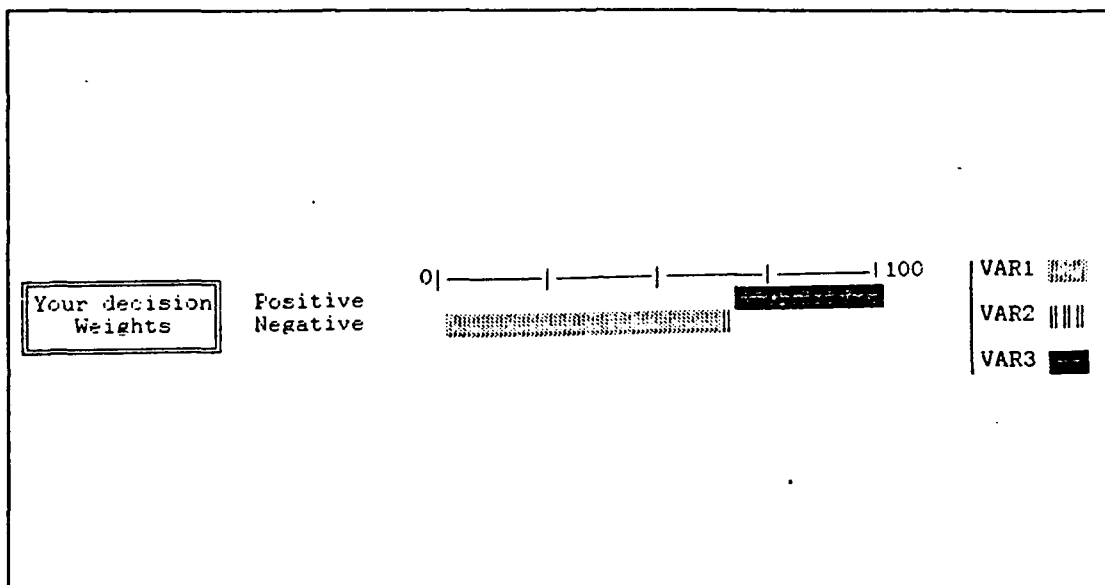 0 100
Your decision
Weights
Positive
Negative
VAR1
VAR2
VAR3